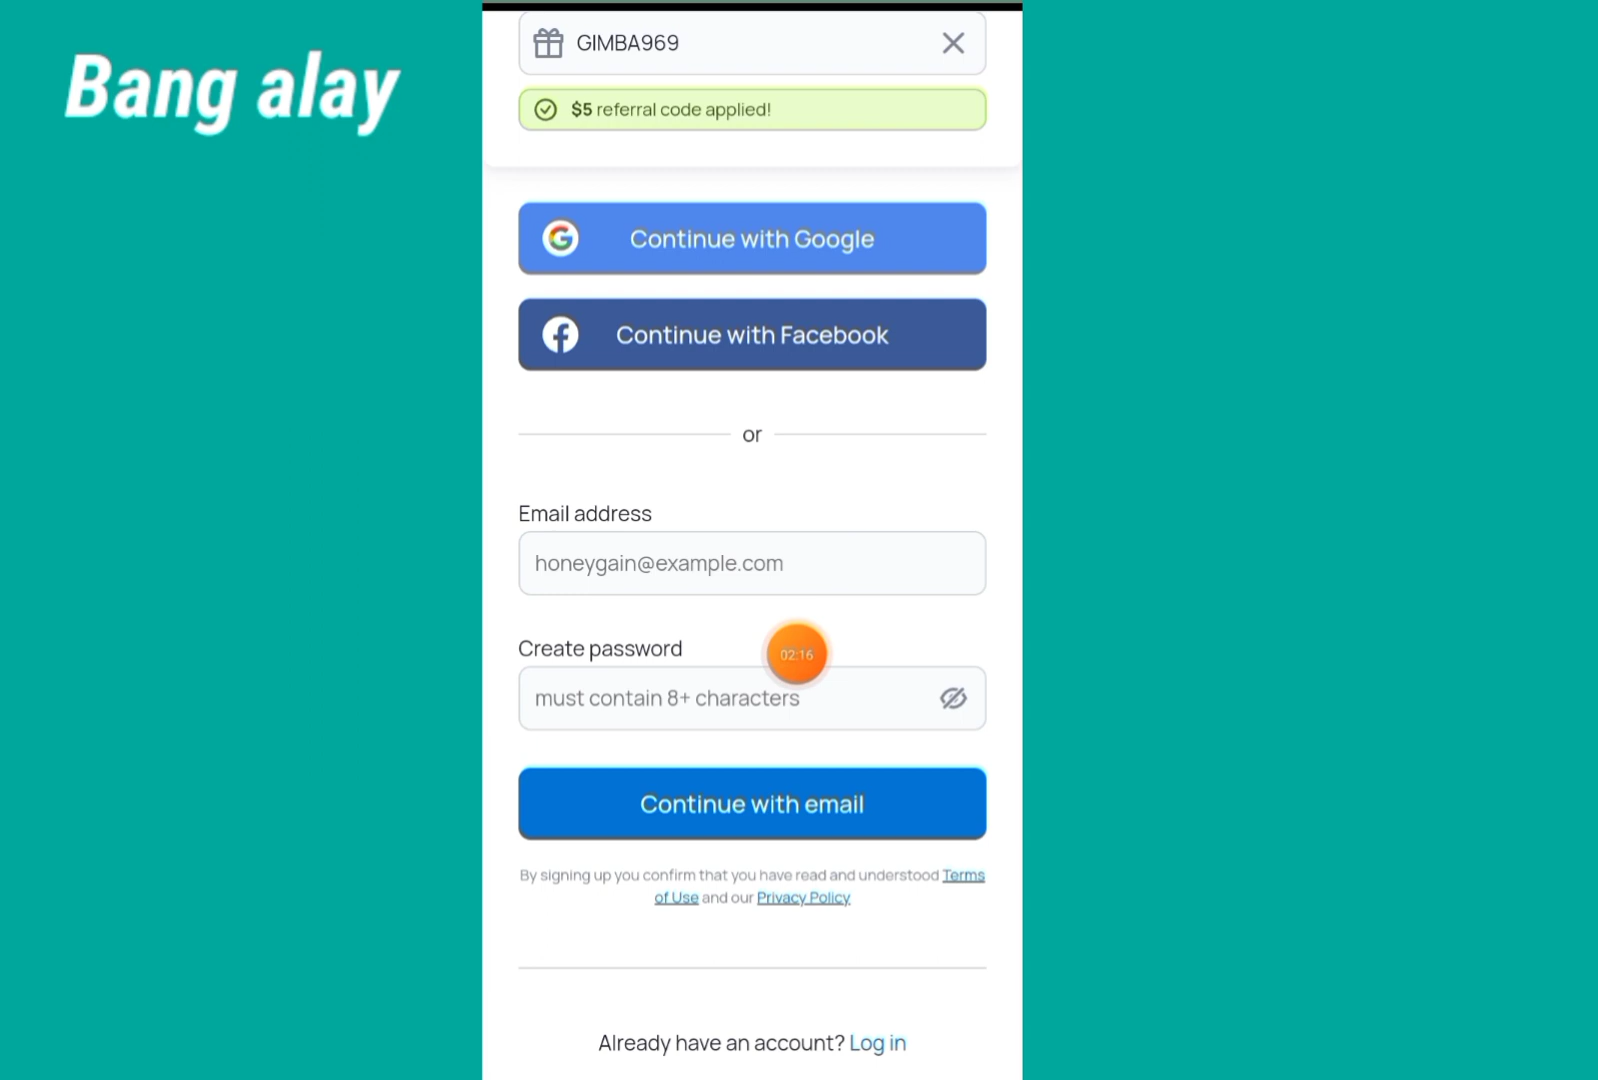 Bang alay
GIMBA969
$5 referral code applied!
Continue with Google
Continue with Facebook
or
Email address
honeygain@example.com
Create password
02:16
must contain 8+ characters
Continue with email
By signing up you confirm that you have read and understood Terms
of Use and our Privacy Policy
Already have an account? Log in